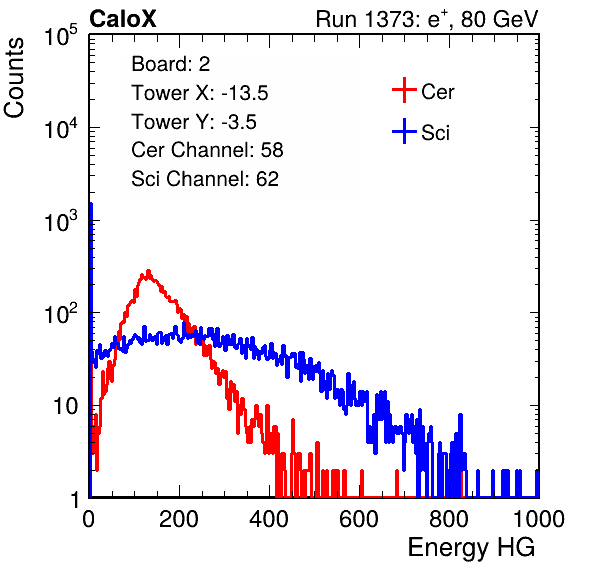 CaloX Run 1373: e⁺, 80 GeV
Counts
10⁵
10⁴
10³
10²
10
1
Board: 2
Tower X: -13.5
Tower Y: -3.5
Cer Channel: 58
Sci Channel: 62
Cer
Sci
0 200 400 600 800 1000
Energy HG